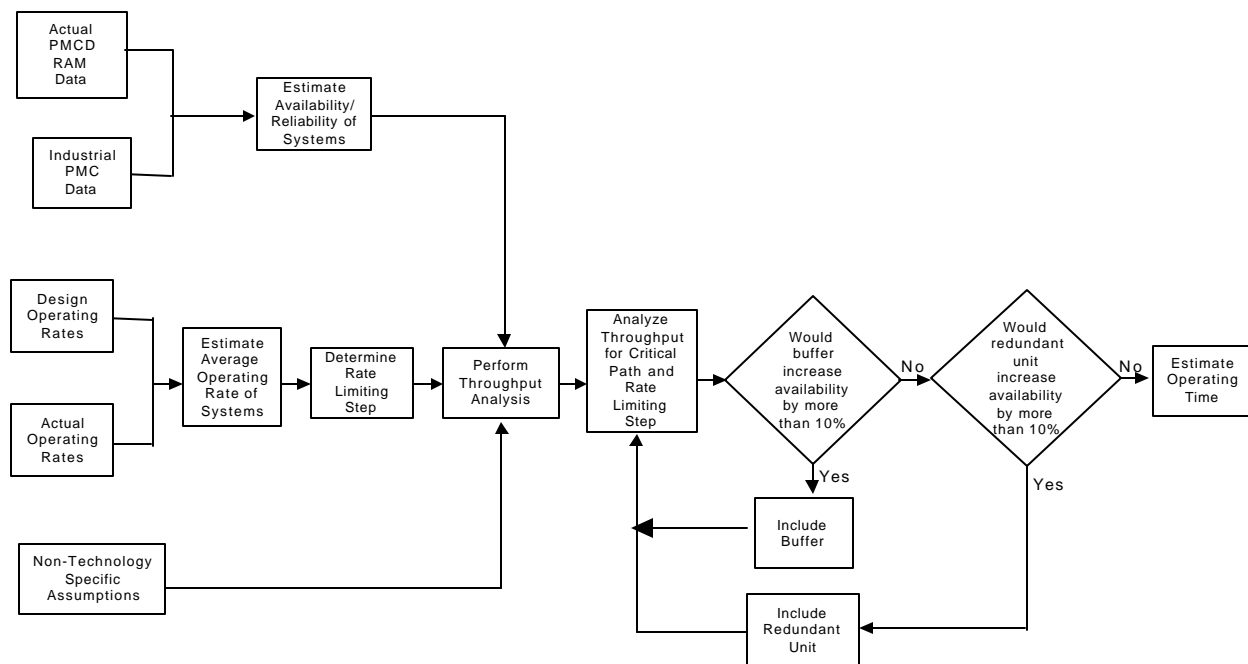 Actual
PMCD
RAM
Data
Industrial
PMC
Data
Estimate
Availability/
Reliability of
Systems
Design
Operating
Rates
Actual
Operating
Rates
Estimate
Average
Operating
Rate of
Systems
Determine
Rate
Limiting
Step
Perform
Throughput
Analysis
Non-Technology
Specific
Assumptions
Analyze
Throughput
for Critical
Path and
Rate
Limiting
Step
Would
buffer
increase
availability
by more
than 10%
No
Yes
Include
Buffer
Would
redundant
unit
increase
availability
by more
than 10%
No
Yes
Include
Redundant
Unit
Estimate
Operating
Time